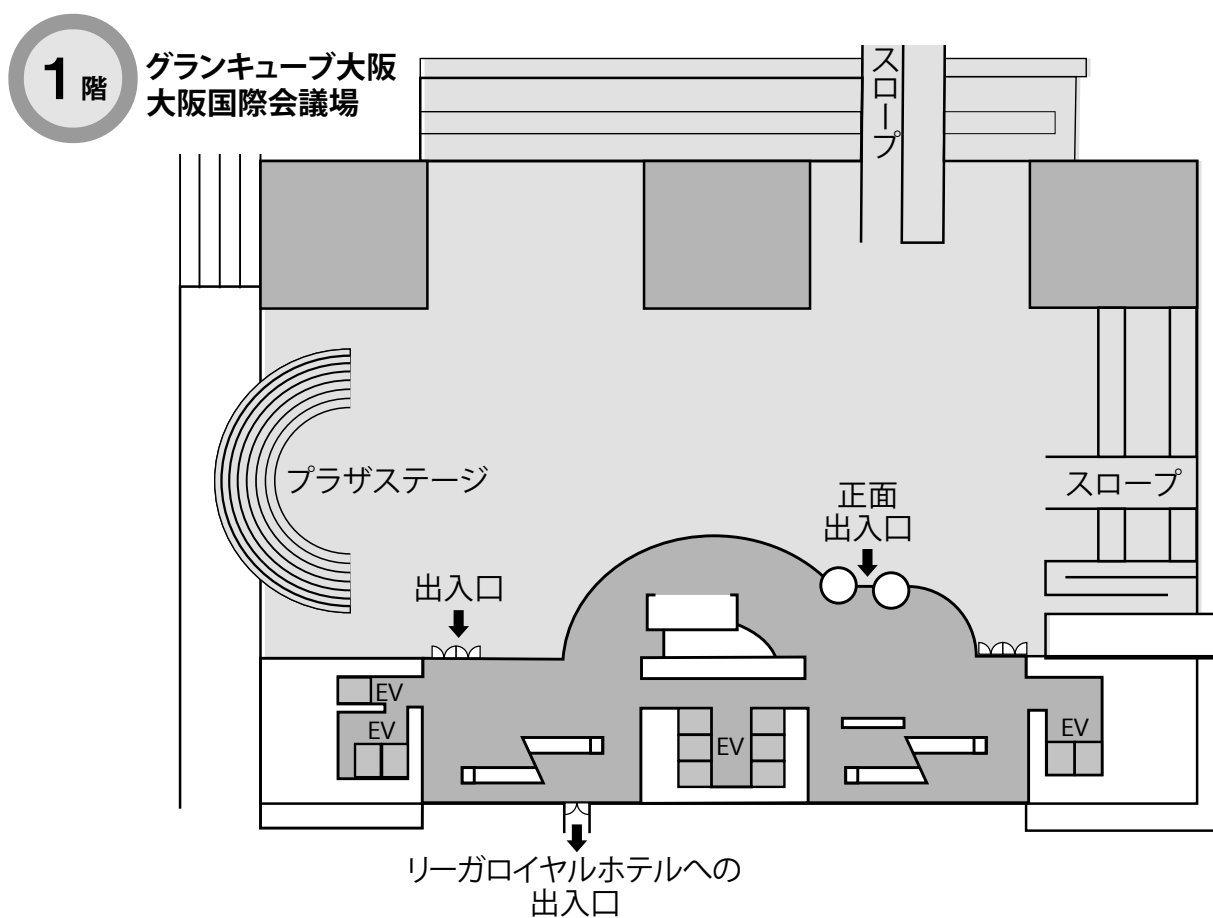 1階
グランキューブ大阪
大阪国際会議場
スロープ
プラザステージ
スロープ
正面
出入口
出入口
EV
EV
EV
EV
リーガロイヤルホテルへの
出入口